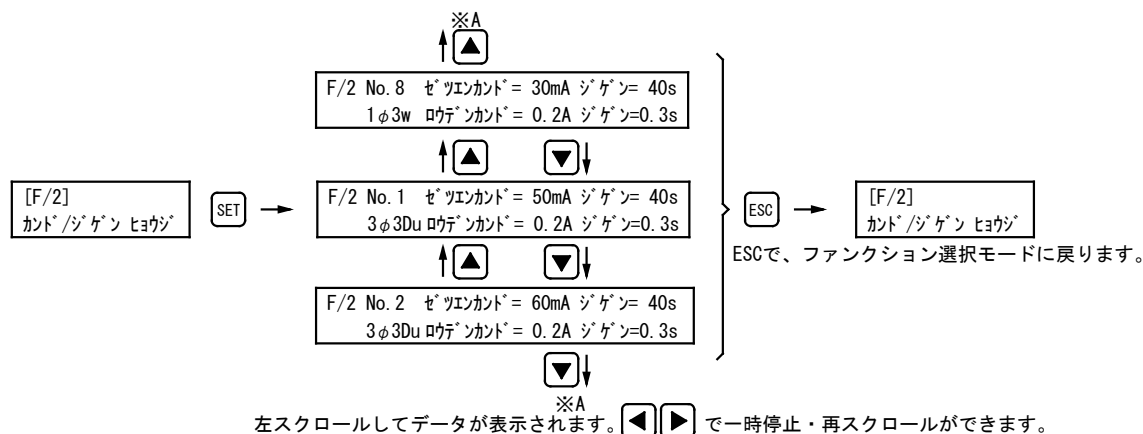 ※A
↑▲
F/2 No.8 ｾﾞﾂｴﾝｶﾝﾄﾞ= 30mA ｼﾞｹﾞﾝ= 40s
1φ3w ﾛｳﾃﾞﾝｶﾝﾄﾞ= 0.2A ｼﾞｹﾞﾝ=0.3s
↑▲ ▼↓
[F/2]
ｶﾝﾄﾞ/ｼﾞｹﾞﾝ ﾋｮｳｼﾞ
SET →
F/2 No.1 ｾﾞﾂｴﾝｶﾝﾄﾞ= 50mA ｼﾞｹﾞﾝ= 40s
3φ3Du ﾛｳﾃﾞﾝｶﾝﾄﾞ= 0.2A ｼﾞｹﾞﾝ=0.3s
ESC →
[F/2]
ｶﾝﾄﾞ/ｼﾞｹﾞﾝ ﾋｮｳｼﾞ
ESCで、ファンクション選択モードに戻ります。
↑▲ ▼↓
F/2 No.2 ｾﾞﾂｴﾝｶﾝﾄﾞ= 60mA ｼﾞｹﾞﾝ= 40s
3φ3Du ﾛｳﾃﾞﾝｶﾝﾄﾞ= 0.2A ｼﾞｹﾞﾝ=0.3s
▼↓
※A
左スクロールしてデータが表示されます。◀▶で一時停止・再スクロールができます。